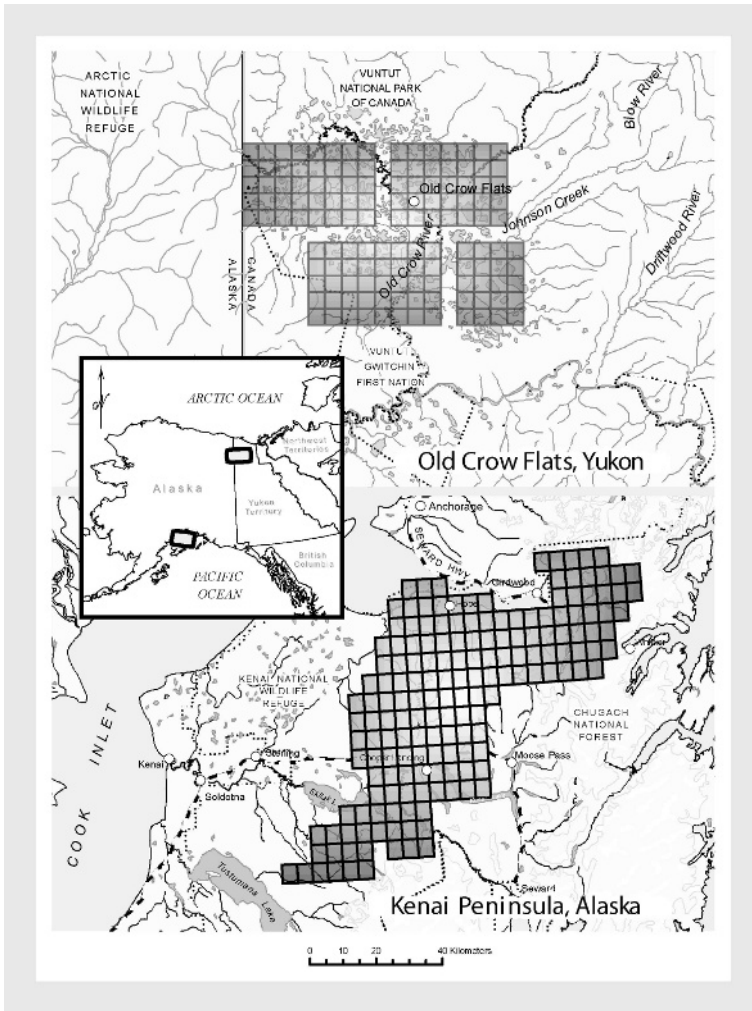 ARCTIC
NATIONAL
WILDLIFE
REFUGE
VUNTUT
NATIONAL PARK
OF CANADA
Blow River
Old Crow Flats
Johnson Creek
Driftwood River
Old Crow River
ALASKA
CANADA
VUNTUT
GWITCHIN
FIRST NATION
Old Crow Flats, Yukon
N
ARCTIC OCEAN
Northwest
Territories
Alaska
Yukon
Territory
British
Columbia
PACIFIC
OCEAN
Anchorage
SEWARD HWY
Girdwood
Hope
KENAI NATIONAL
WILDLIFE
REFUGE
CHUGACH
NATIONAL
FOREST
COOK INLET
Kenai
Sterling
Cooper Landing
Moose Pass
Soldotna
Skilak L
Tustumena
Lake
Seward
Kenai Peninsula, Alaska
0 10 20 40 Kilometers